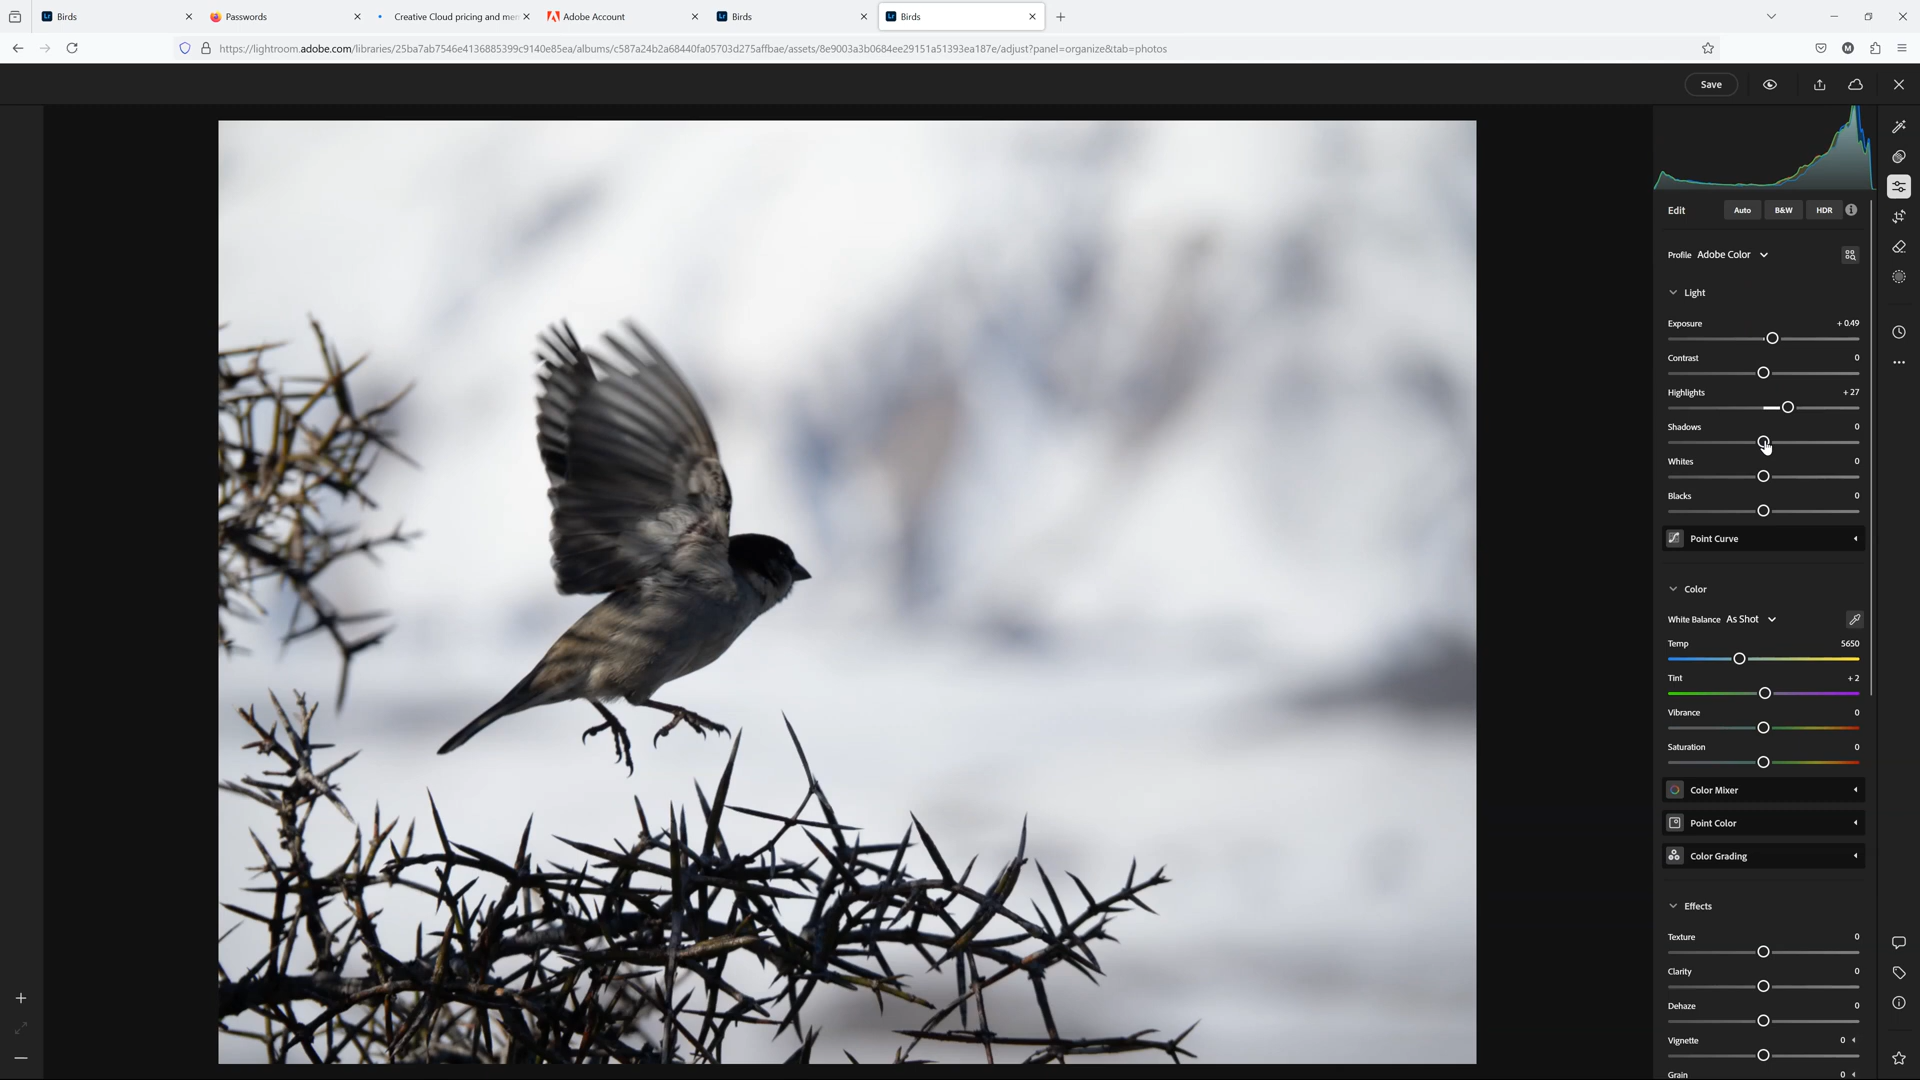 Birds
Passwords
Creative Cloud pricing and mem
Adobe Account
Birds
Birds
https://lightroom.adobe.com/libraries/25ba7ab7546e4136885399c9140e85ea/albums/c587a24b2a68440fa05703d275affbae/assets/8e9003a3b0684ee29151a51393ea187e/adjust?panel=organize&tab=photos
M
Save
Edit Auto B&W HDR
Profile Adobe Color
Light
Exposure + 0.49
Contrast 0
Highlights + 27
Shadows 0
Whites 0
Blacks 0
Point Curve
Color
White Balance As Shot
Temp 5650
Tint + 2
Vibrance 0
Saturation 0
Color Mixer
Point Color
Color Grading
Effects
Texture 0
Clarity 0
Dehaze 0
Vignette 0
Grain 0